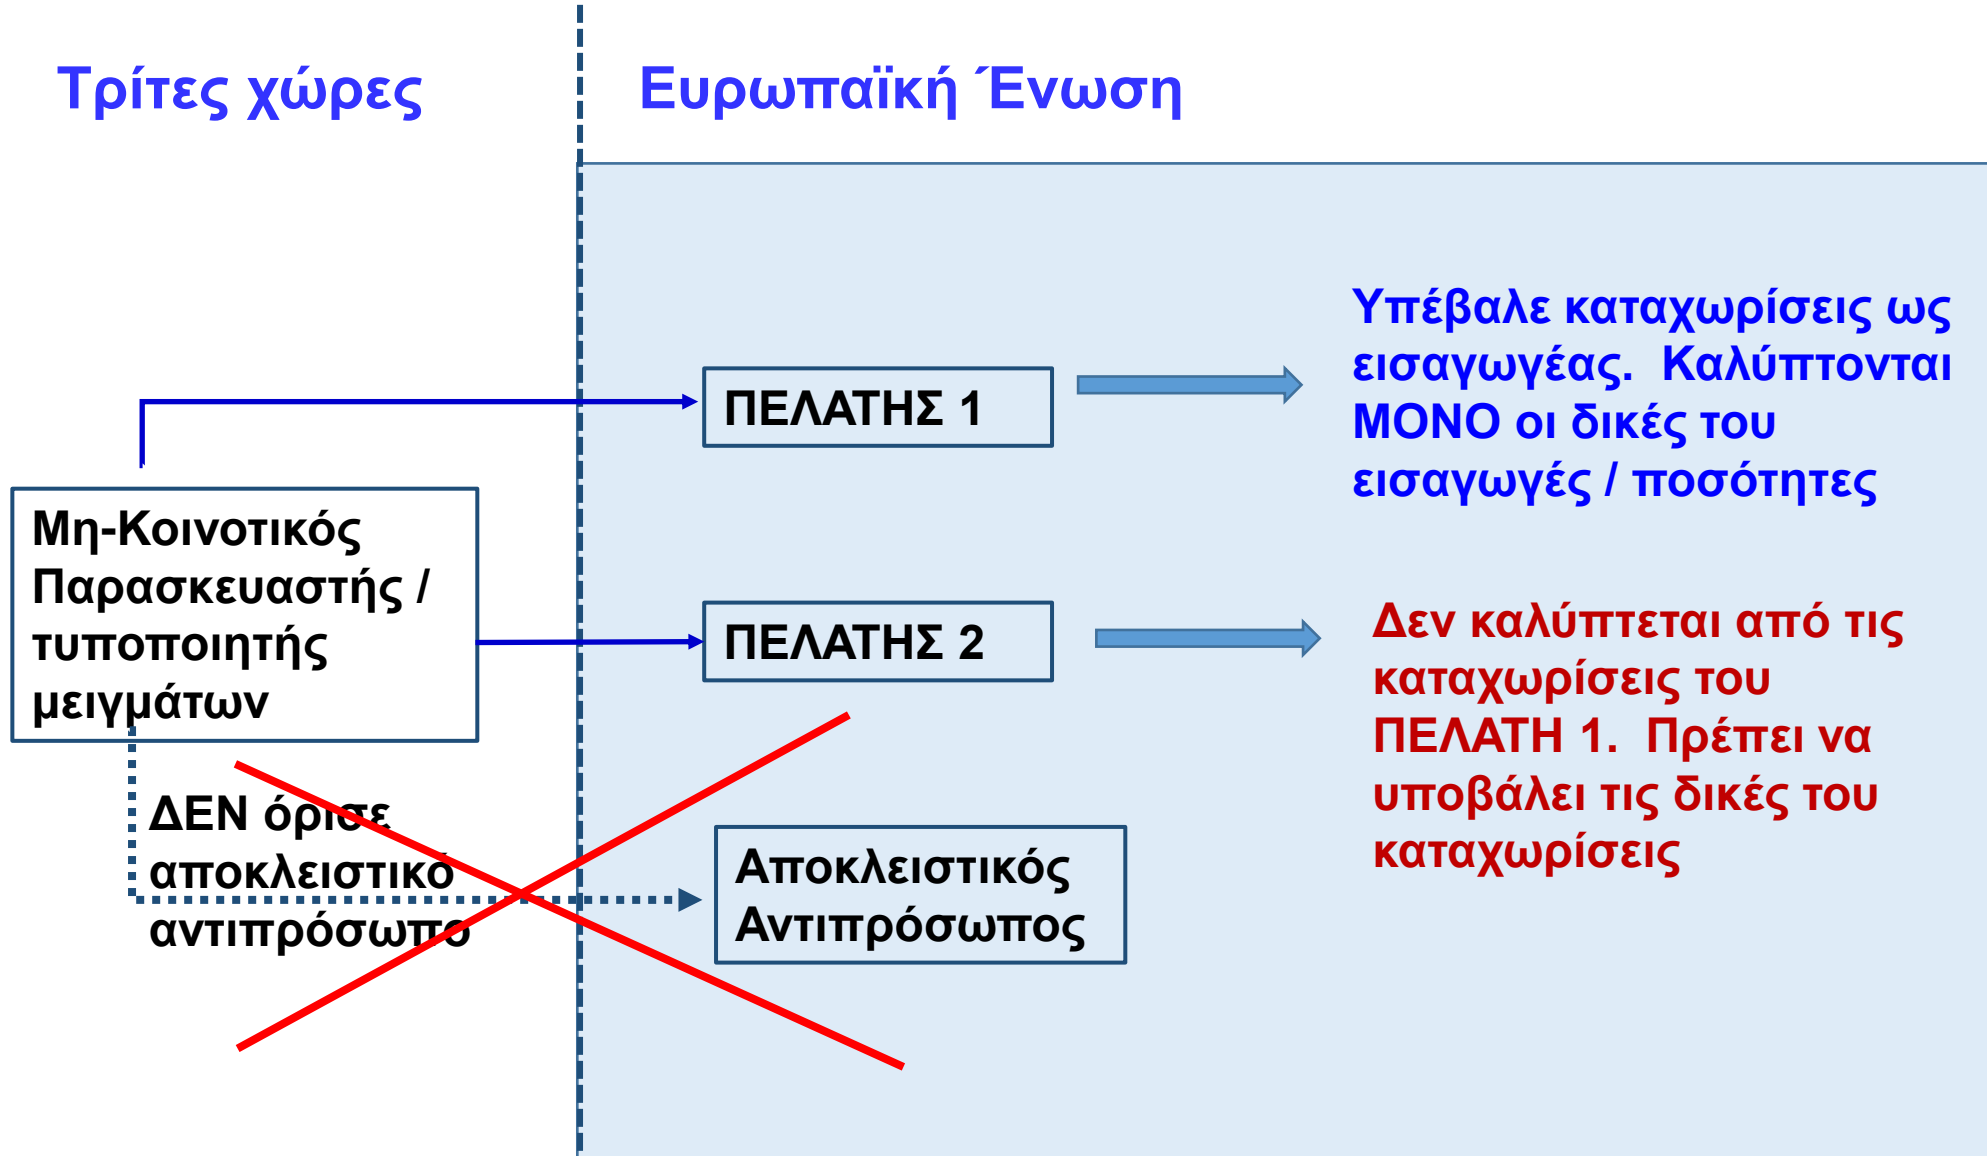 Τρίτες χώρες
Ευρωπαϊκή Ένωση
Υπέβαλε καταχωρίσεις ως
εισαγωγέας.  Καλύπτονται
ΜΟΝΟ οι δικές του
εισαγωγές / ποσότητες
ΠΕΛΑΤΗΣ 1
Μη-Κοινοτικός
Παρασκευαστής /
τυποποιητής
μειγμάτων
ΠΕΛΑΤΗΣ 2
Δεν καλύπτεται από τις
καταχωρίσεις του
ΠΕΛΑΤΗ 1.  Πρέπει να
υποβάλει τις δικές του
καταχωρίσεις
ΔΕΝ όρισε
αποκλειστικό
αντιπρόσωπο
Αποκλειστικός
Αντιπρόσωπος